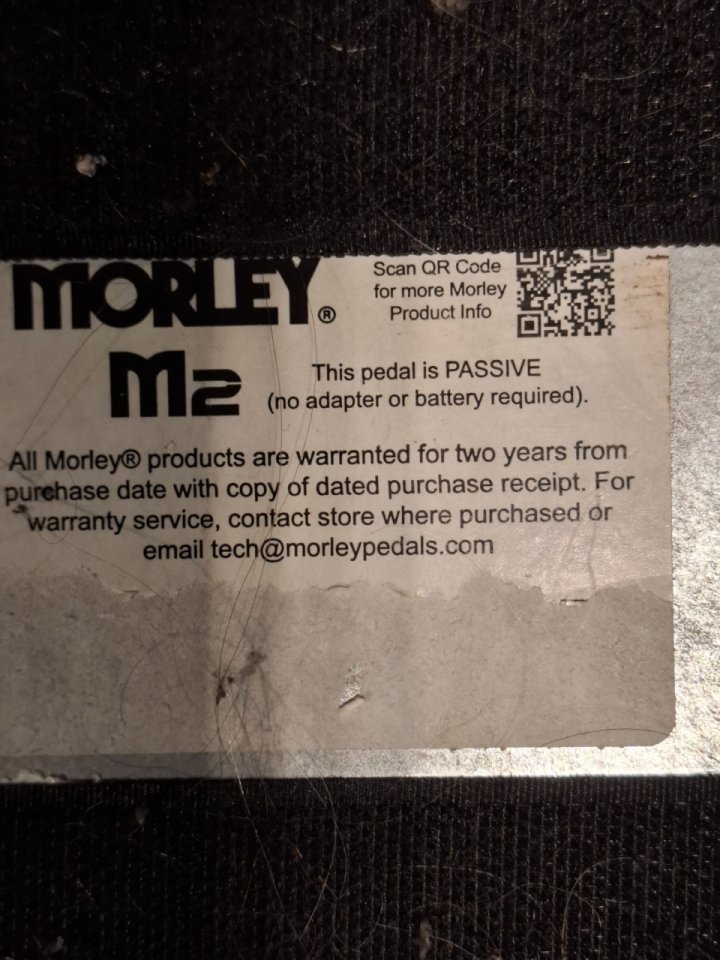 MORLEY®
Scan QR Code
for more Morley
Product Info
M2
This pedal is PASSIVE
(no adapter or battery required).
All Morley® products are warranted for two years from
purchase date with copy of dated purchase receipt. For
warranty service, contact store where purchased or
email tech@morleypedals.com